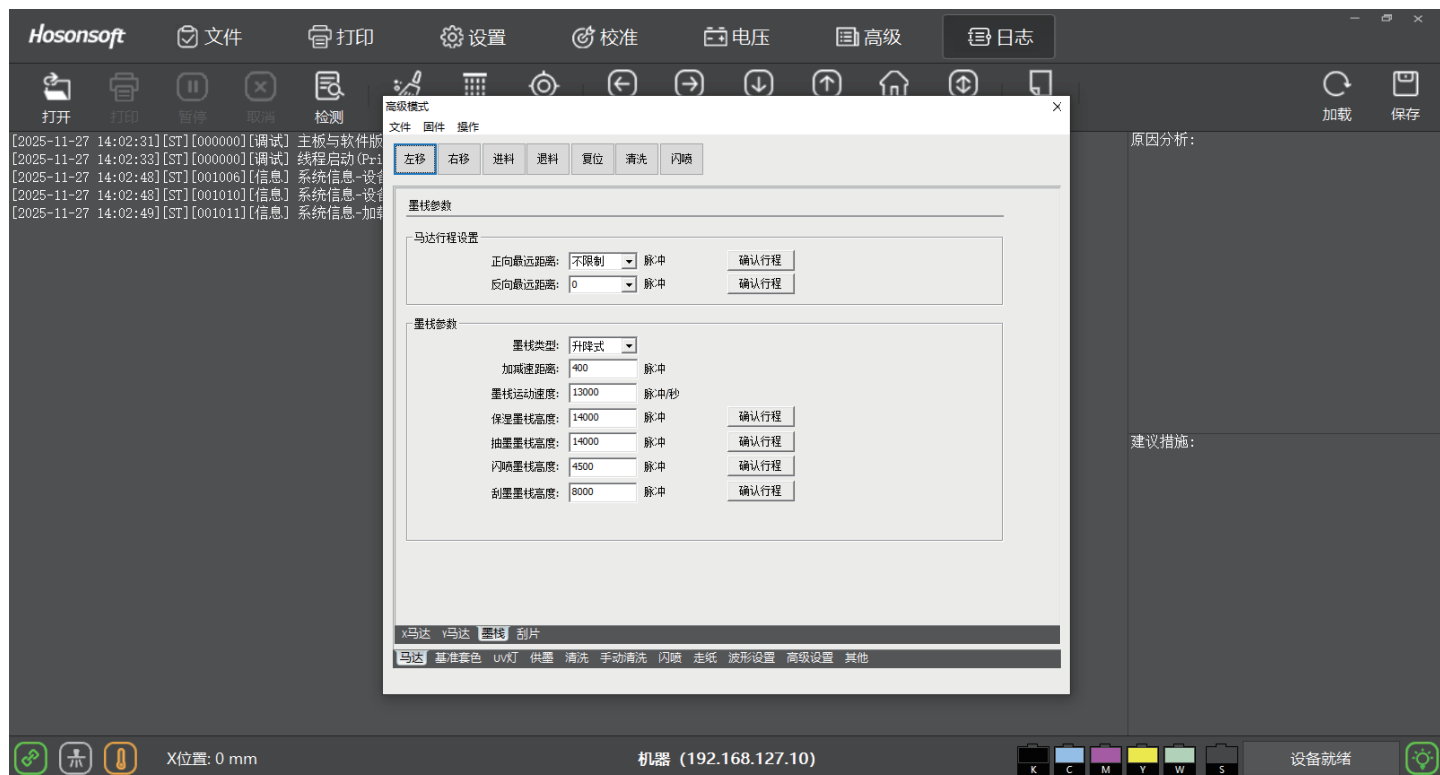 Hosonsoft 文件 打印 设置 校准 电压 高级 日志
打开 打印 暂停 取消 检测 加载 保存
[2025-11-27 14:02:31][ST][000000][调试] 主板与软件版
[2025-11-27 14:02:33][ST][000000][调试] 线程启动(Pri
[2025-11-27 14:02:48][ST][001006][信息] 系统信息-设备
[2025-11-27 14:02:48][ST][001010][信息] 系统信息-设备
[2025-11-27 14:02:49][ST][001011][信息] 系统信息-加载
高级模式
文件 固件 操作
左移 右移 进料 退料 复位 清洗 闪喷
墨栈参数
马达行程设置
正向最远距离: 不限制 脉冲 确认行程
反向最远距离: 0 脉冲 确认行程
墨栈参数
墨栈类型: 升降式
加减速距离: 400 脉冲
墨栈运动速度: 13000 脉冲/秒
保湿墨栈高度: 14000 脉冲 确认行程
抽墨墨栈高度: 14000 脉冲 确认行程
闪喷墨栈高度: 4500 脉冲 确认行程
刮墨墨栈高度: 8000 脉冲 确认行程
X马达 Y马达 墨栈 刮片
马达 基准套色 UV灯 供墨 清洗 手动清洗 闪喷 走纸 波形设置 高级设置 其他
原因分析:
建议措施:
X位置: 0 mm 机器 (192.168.127.10) K C M Y W S 设备就绪